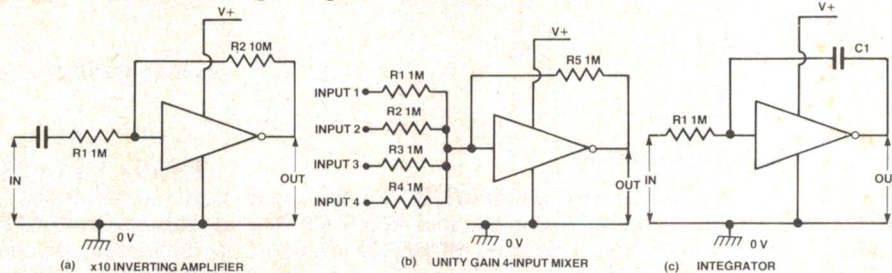 V+
R2 10M
R1 1M
IN
OUT
0 V
(a) x10 INVERTING AMPLIFIER
V+
R5 1M
R1 1M
INPUT 1
R2 1M
INPUT 2
R3 1M
INPUT 3
R4 1M
INPUT 4
OUT
0 V
(b) UNITY GAIN 4-INPUT MIXER
V+
C1
R1 1M
IN
OU
0 V
(c) INTEGRATOR